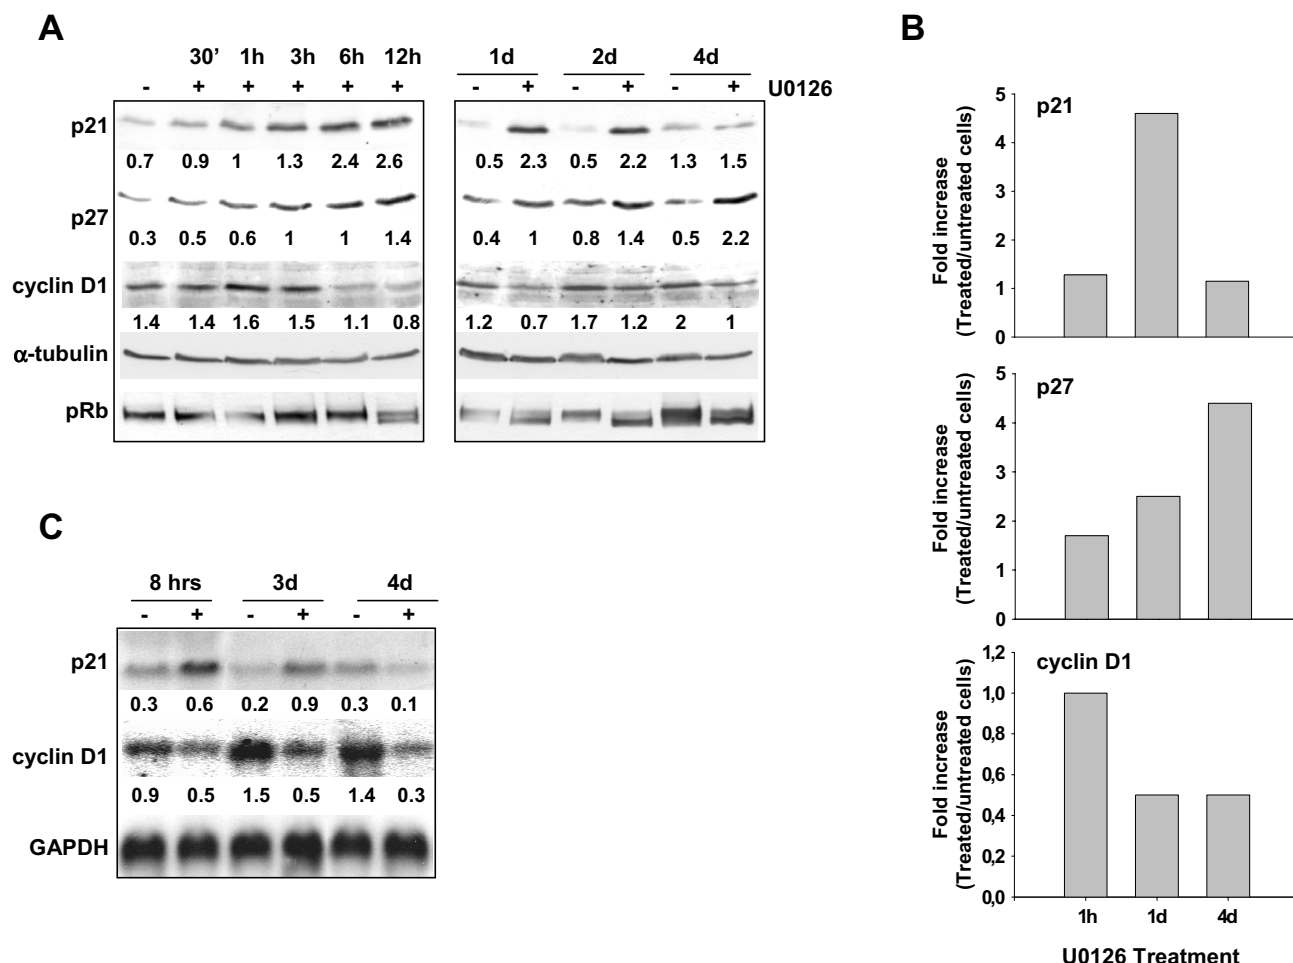 A
30’ 1h 3h 6h 12h
- + + + + +
p21
0.7 0.9 1 1.3 2.4 2.6
p27
0.3 0.5 0.6 1 1 1.4
cyclin D1
1.4 1.4 1.6 1.5 1.1 0.8
α-tubulin
pRb
1d 2d 4d
- + - + - + U0126
0.5 2.3 0.5 2.2 1.3 1.5
0.4 1 0.8 1.4 0.5 2.2
1.2 0.7 1.7 1.2 2 1
B
p21
Fold increase
(Treated/untreated cells)
5
4
3
2
1
0
p27
Fold increase
(Treated/untreated cells)
5
4
3
2
1
0
cyclin D1
Fold increase
(Treated/untreated cells)
1,2
1,0
0,8
0,6
0,4
0,2
0,0
1h 1d 4d
U0126 Treatment
C
8 hrs 3d 4d
- + - + - +
p21
0.3 0.6 0.2 0.9 0.3 0.1
cyclin D1
0.9 0.5 1.5 0.5 1.4 0.3
GAPDH